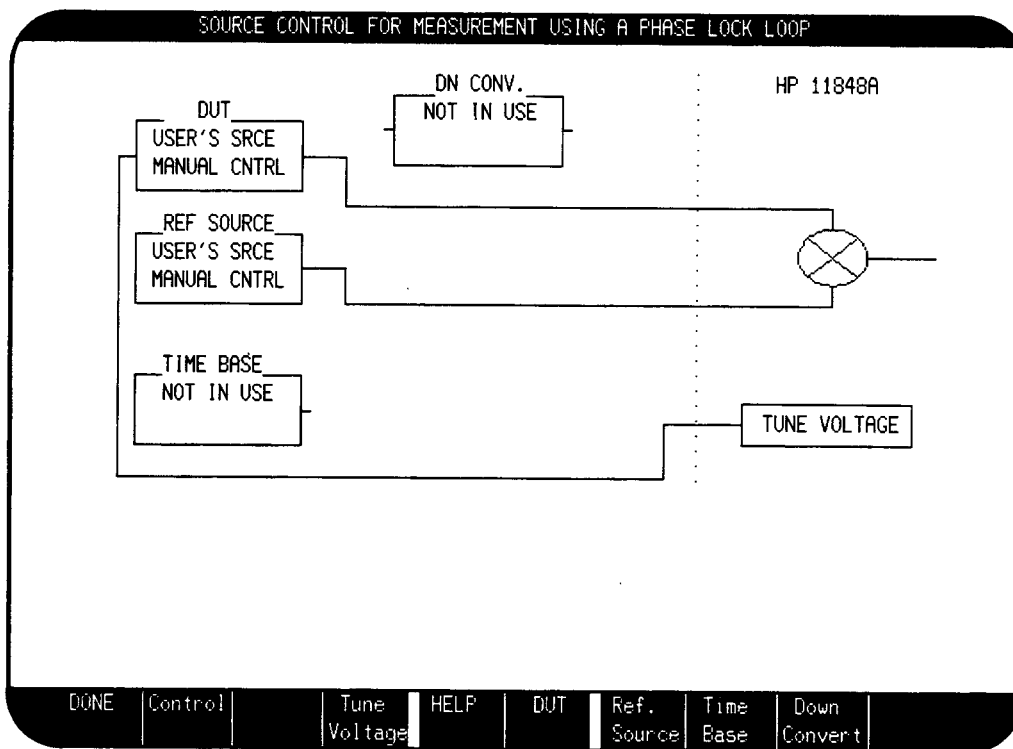 SOURCE CONTROL FOR MEASUREMENT USING A PHASE LOCK LOOP
DN CONV.
NOT IN USE
HP 11848A
DUT
USER'S SRCE
MANUAL CNTRL
REF SOURCE
USER'S SRCE
MANUAL CNTRL
TIME BASE
NOT IN USE
TUNE VOLTAGE
DONE
Control
Tune
Voltage
HELP
DUT
Ref.
Source
Time
Base
Down
Convert